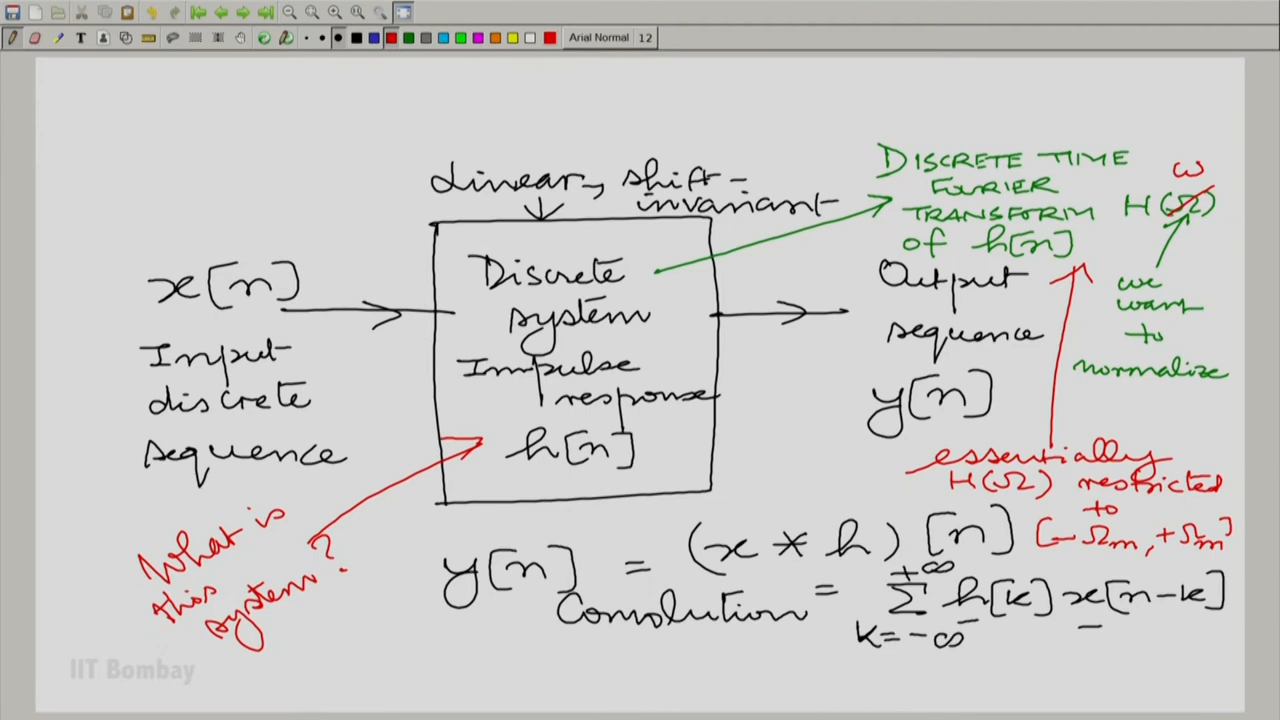 Arial Normal 12
Linear, shift-
invariant
x[n]
Input
discrete
sequence
Discrete
system
Impulse
response
h[n]
DISCRETE TIME
FOURIER
TRANSFORM
of h[n]
ω
H(Ω)
we
want
to
normalize
Output
sequence
y[n]
essentially
H(Ω) restricted
to
[-Ωm, +Ωm]
What is
this
system?
y[n] = (x * h) [n]
Convolution = +∞ Σ k=-∞ h[k] x[n-k]
IIT Bombay